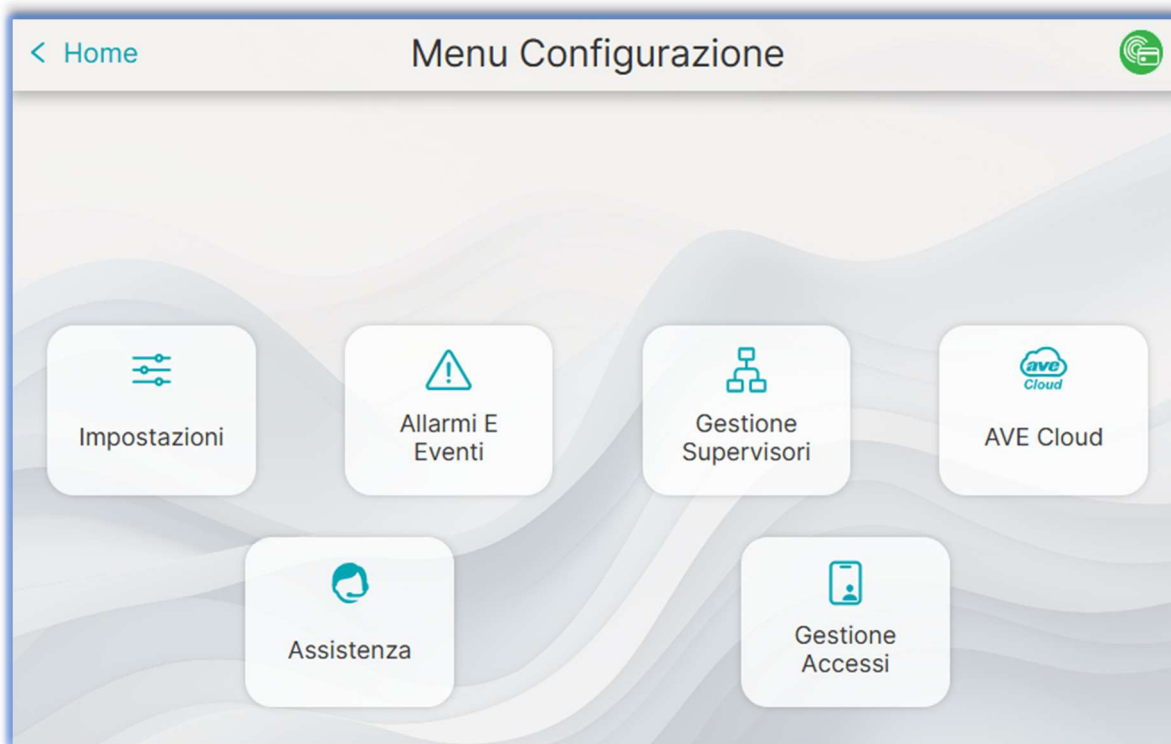 Home
Menu Configurazione
Impostazioni
Allarmi E
Eventi
Gestione
Supervisori
ave
Cloud
AVE Cloud
Assistenza
Gestione
Accessi